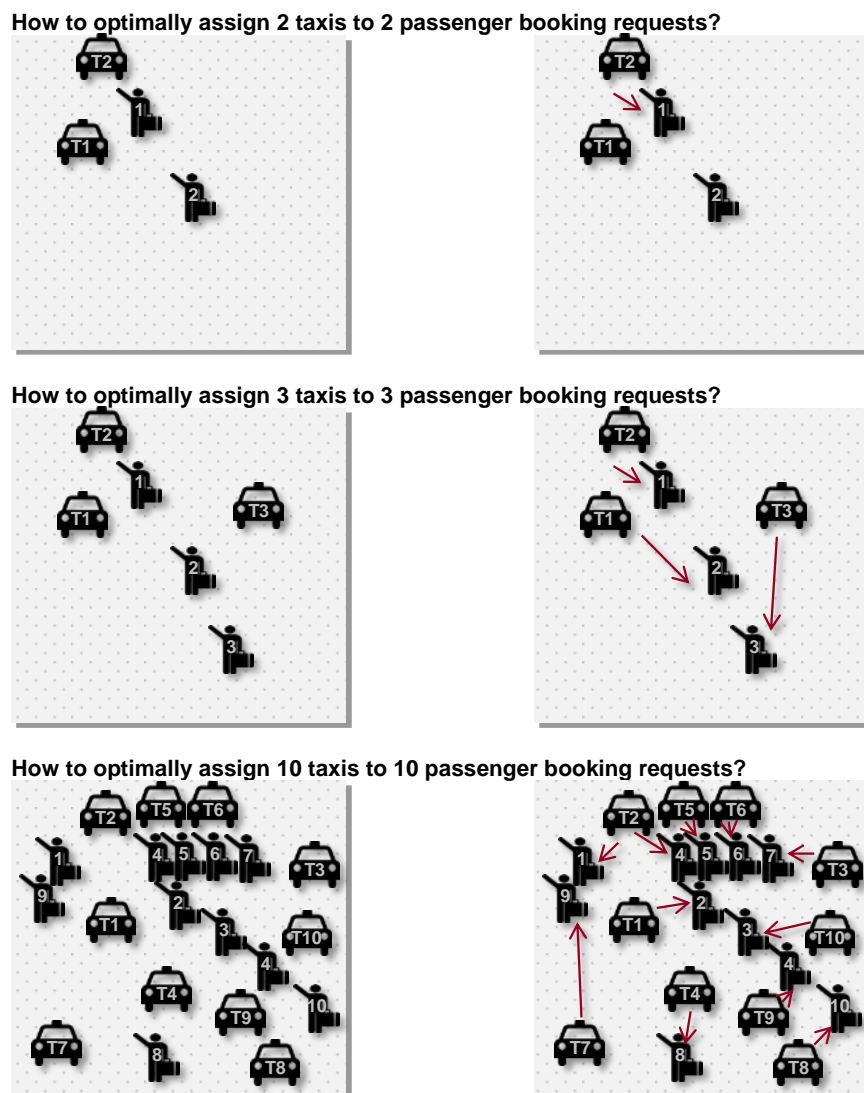 How to optimally assign 2 taxis to 2 passenger booking requests?
T2
1
T1
2
T2
1
T1
2
How to optimally assign 3 taxis to 3 passenger booking requests?
T2
1
T1
T3
2
3
T2
1
T1
T3
2
3
How to optimally assign 10 taxis to 10 passenger booking requests?
T2
T5
T6
1
4
5
6
7
T3
9
2
T1
3
T10
4
T4
10
T9
T7
8
T8
T2
T5
T6
1
4
5
6
7
T3
9
2
T1
3
T10
4
T4
10
T9
T7
8
T8